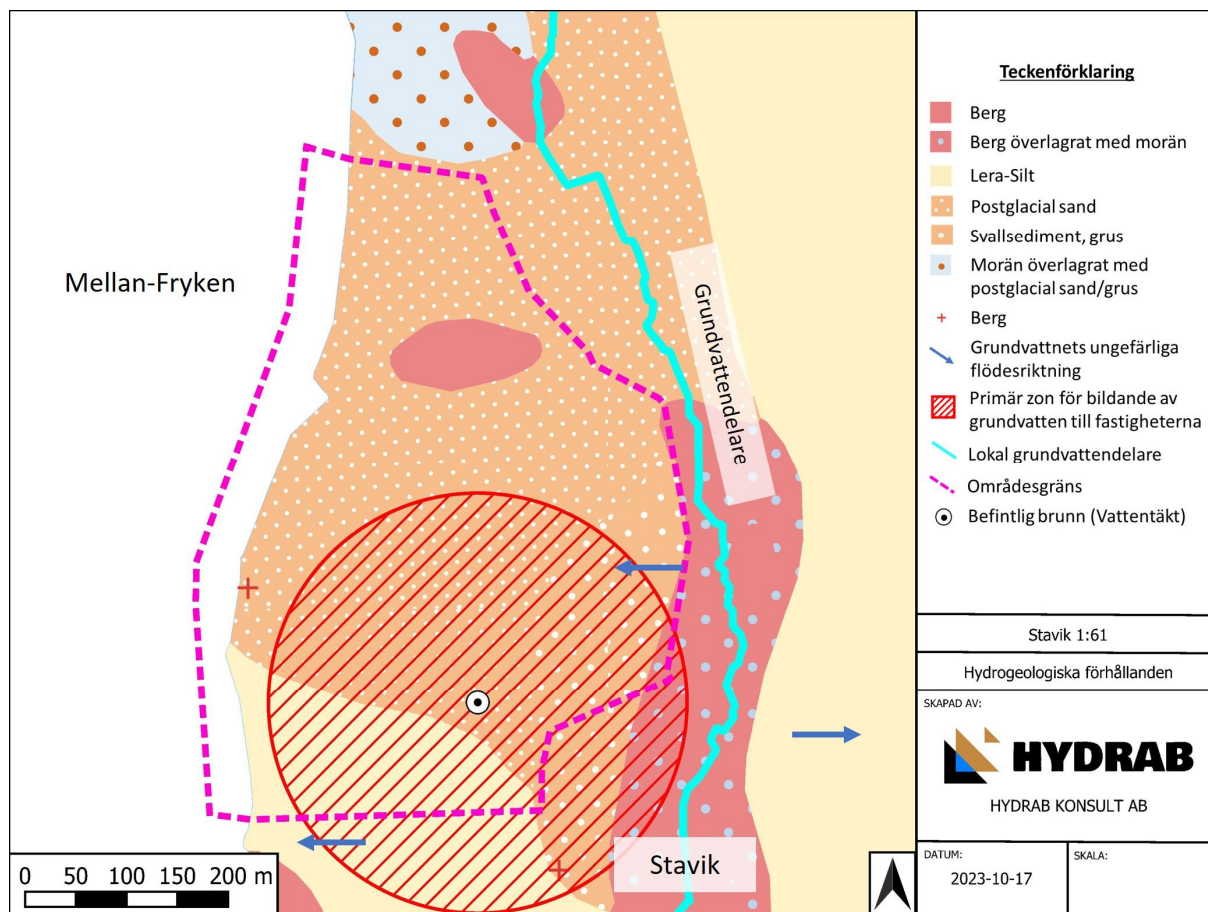 Mellan-Fryken
Grundvattendelare
Stavik
0 50 100 150 200 m
Teckenförklaring
Berg
Berg överlagrat med morän
Lera-Silt
Postglacial sand
Svallsediment, grus
Morän överlagrat med
postglacial sand/grus
Berg
Grundvattnets ungefärliga
flödesriktning
Primär zon för bildande av
grundvatten till fastigheterna
Lokal grundvattendelare
Områdesgräns
Befintlig brunn (Vattentäkt)
Stavik 1:61
Hydrogeologiska förhållanden
SKAPAD AV:
HYDRAB
HYDRAB KONSULT AB
DATUM:
2023-10-17
SKALA: